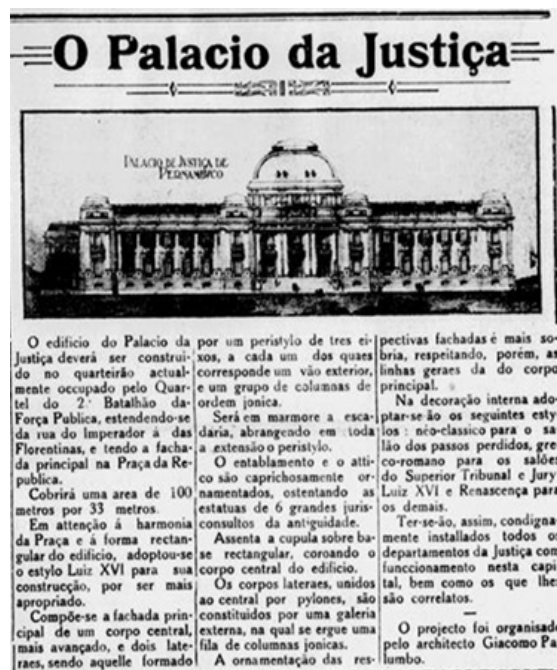 O Palacio da Justiça
PALACIO DE JUSTIÇA DE
PERNAMBUCO
O edificio do Palacio da
Justiça deverá ser construi-
do no quarteirão actual-
mente occupado pelo Quar-
tel do 2.º Batalhão da
Força Publica, estendendo-se
da rua do Imperador á das
Florentinas, e tendo a facha-
da principal na Praça da Re-
publica.
Cobrirá uma area de 100
metros por 33 metros.
Em attenção á harmonia
da Praça e á forma rectan-
gular do edificio, adoptou-se
o estylo Luiz XVI para sua
construcção, por ser mais
apropriado.
Compõe-se a fachada prin-
cipal de um corpo central,
mais avançado, e dois late-
raes, sendo aquelle formado
por um peristylo de tres ei-
xos, a cada um dos quaes
corresponde um vão exterior,
e um grupo de columnas de
ordem jonica.
Será em marmore a esca-
daria, abrangendo em toda
a extensão o peristylo.
O entablamento e o atti-
co são caprichosamente or-
namentados, ostentando as
estatuas de 6 grandes juris-
consultos da antiguidade.
Assenta a cupula sobre ba-
se rectangular, coroando o
corpo central do edificio.
Os corpos lateraes, unidos
ao central por pylones, são
constituidos por uma galeria
externa, na qual se ergue uma
fila de columnas jonicas.
A ornamentação das res-
pectivas fachadas é mais so-
bria, respeitando, porém, as
linhas geraes da do corpo
principal.
Na decoração interna ado-
ptar-se ão os seguintes esty-
los : néo-classico para o sa-
lão dos passos perdidos, gre-
co-romano para os salões
do Superior Tribunal e Jury,
Luiz XVI e Renascença para
os demais.
Ter-se-ão, assim, condigna-
mente installados todos os
departamentos da Justiça com
funccionamento nesta capi-
tal, bem como os que lhe
são correlatos.
O projecto foi organisado
pelo architecto Giacomo Pa-
lumbo.